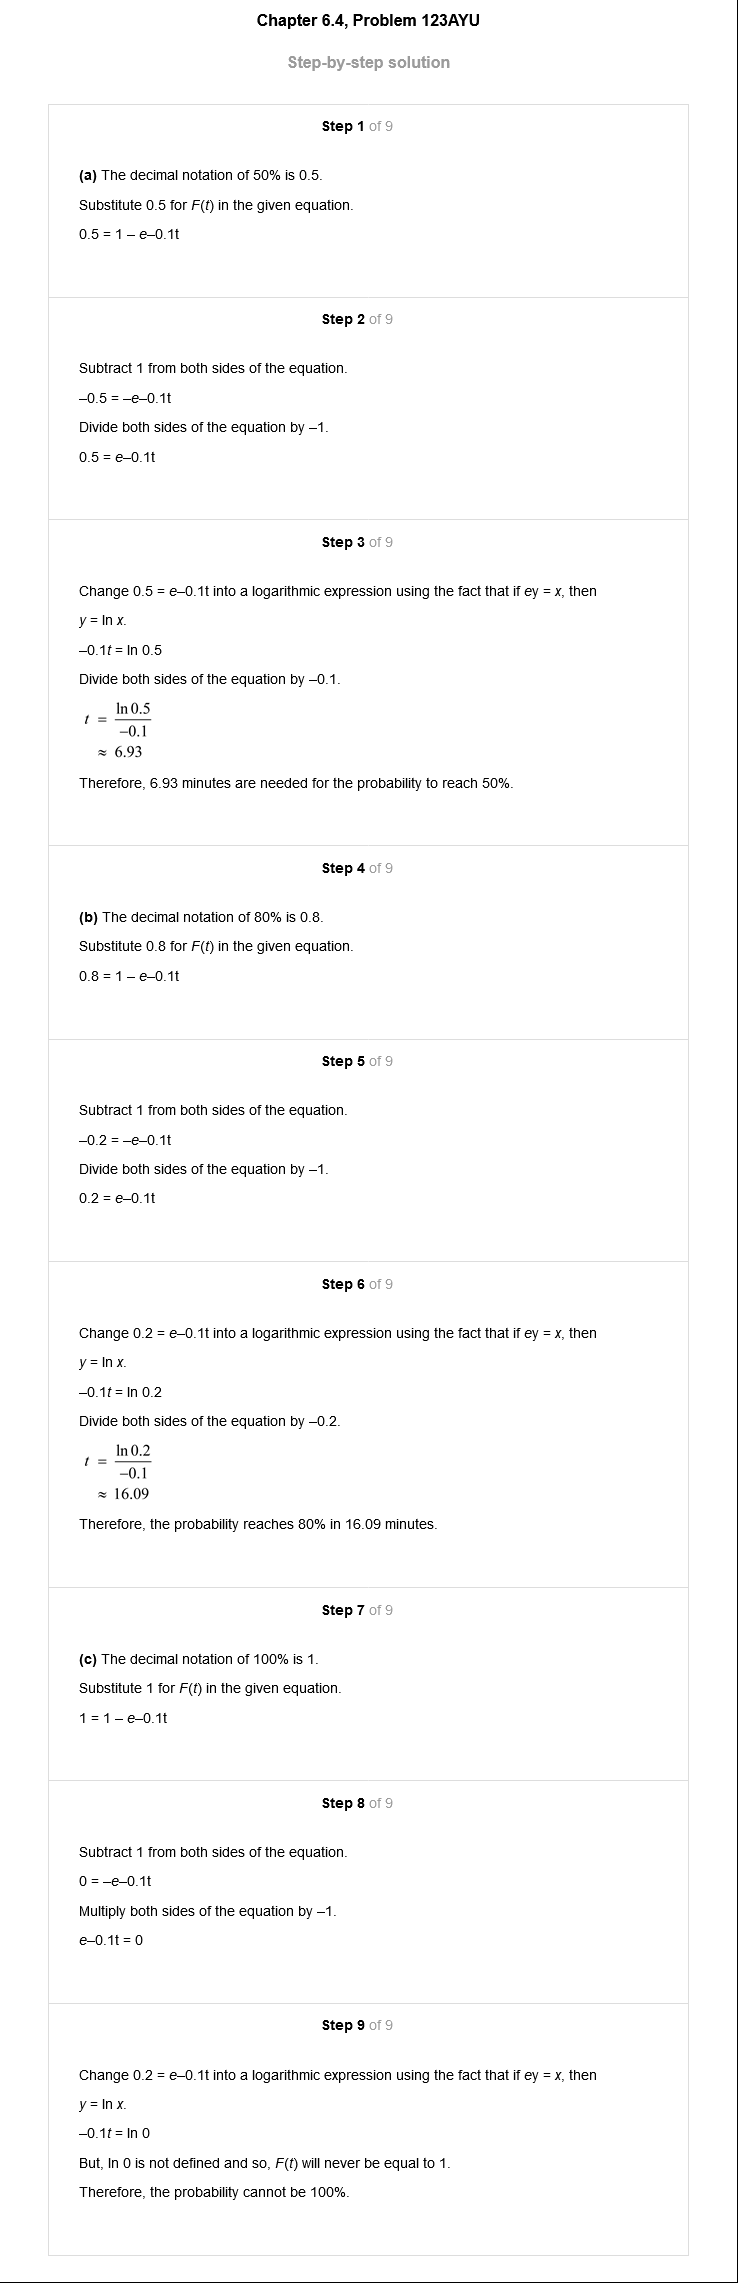 Chapter 6.4, Problem 123AYU
Step-by-step solution
Step 1 of 9
(a) The decimal notation of 50% is 0.5.
Substitute 0.5 for F(t) in the given equation.
0.5 = 1 – e–0.1t
Step 2 of 9
Subtract 1 from both sides of the equation.
–0.5 = –e–0.1t
Divide both sides of the equation by –1.
0.5 = e–0.1t
Step 3 of 9
Change 0.5 = e–0.1t into a logarithmic expression using the fact that if ey = x, then
y = ln x.
–0.1t = ln 0.5
Divide both sides of the equation by –0.1.
t = ln 0.5 / –0.1
≈ 6.93
Therefore, 6.93 minutes are needed for the probability to reach 50%.
Step 4 of 9
(b) The decimal notation of 80% is 0.8.
Substitute 0.8 for F(t) in the given equation.
0.8 = 1 – e–0.1t
Step 5 of 9
Subtract 1 from both sides of the equation.
–0.2 = –e–0.1t
Divide both sides of the equation by –1.
0.2 = e–0.1t
Step 6 of 9
Change 0.2 = e–0.1t into a logarithmic expression using the fact that if ey = x, then
y = ln x.
–0.1t = ln 0.2
Divide both sides of the equation by –0.2.
t = ln 0.2 / –0.1
≈ 16.09
Therefore, the probability reaches 80% in 16.09 minutes.
Step 7 of 9
(c) The decimal notation of 100% is 1.
Substitute 1 for F(t) in the given equation.
1 = 1 – e–0.1t
Step 8 of 9
Subtract 1 from both sides of the equation.
0 = –e–0.1t
Multiply both sides of the equation by –1.
e–0.1t = 0
Step 9 of 9
Change 0.2 = e–0.1t into a logarithmic expression using the fact that if ey = x, then
y = ln x.
–0.1t = ln 0
But, ln 0 is not defined and so, F(t) will never be equal to 1.
Therefore, the probability cannot be 100%.